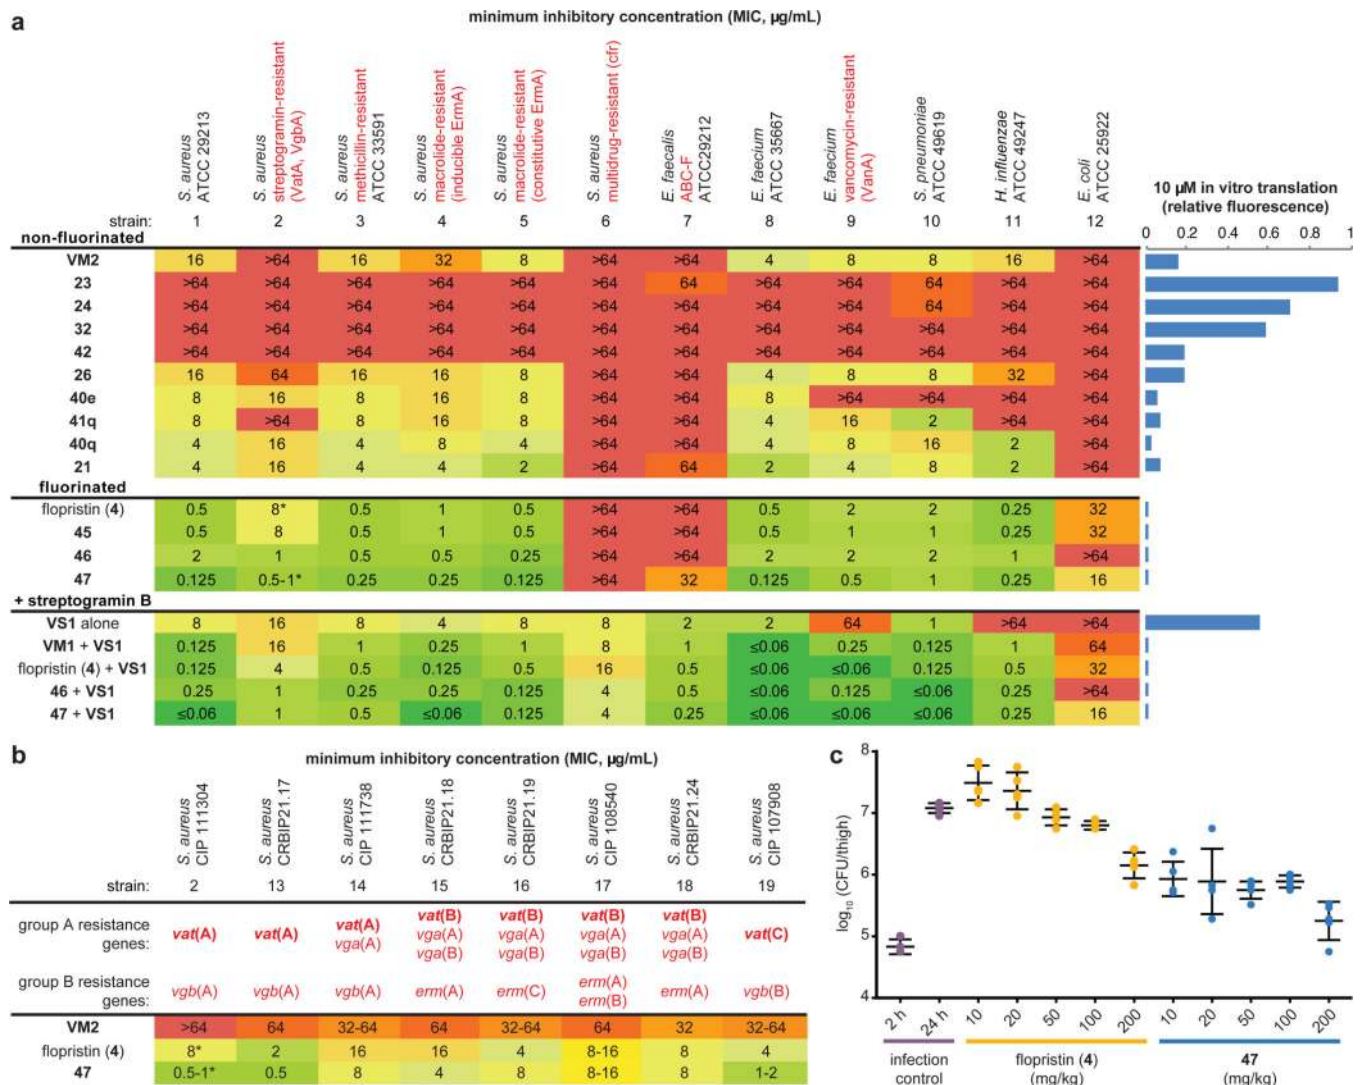 a
minimum inhibitory concentration (MIC, µg/mL)
S. aureus
ATCC 29213
S. aureus
streptogramin-resistant
(VatA, VgbA)
S. aureus
methicillin-resistant
ATCC 33591
S. aureus
macrolide-resistant
(inducible ErmA)
S. aureus
macrolide-resistant
(constitutive ErmA)
S. aureus
multidrug-resistant (cfr)
E. faecalis
ABC-F
ATCC29212
E. faecium
ATCC 35667
E. faecium
vancomycin-resistant
(VanA)
S. pneumoniae
ATCC 49619
H. influenzae
ATCC 49247
E. coli
ATCC 25922
10 µM in vitro translation
(relative fluorescence)
strain: 1 2 3 4 5 6 7 8 9 10 11 12
0 0.2 0.4 0.6 0.8 1
non-fluorinated
VM2 16 >64 16 32 8 >64 >64 4 8 8 16 >64
23 >64 >64 >64 >64 >64 >64 64 >64 >64 64 >64 >64
24 >64 >64 >64 >64 >64 >64 >64 >64 >64 64 >64 >64
32 >64 >64 >64 >64 >64 >64 >64 >64 >64 >64 >64 >64
42 >64 >64 >64 >64 >64 >64 >64 >64 >64 >64 >64 >64
26 16 64 16 16 8 >64 >64 4 8 8 32 >64
40e 8 16 8 16 8 >64 >64 8 >64 >64 >64 >64
41q 8 >64 8 16 8 >64 >64 4 16 2 >64 >64
40q 4 16 4 8 4 >64 >64 4 8 16 2 >64
21 4 16 4 4 2 >64 64 2 4 8 2 >64
fluorinated
flopristin (4) 0.5 8* 0.5 1 0.5 >64 >64 0.5 2 2 0.25 32
45 0.5 8 0.5 1 0.5 >64 >64 0.5 1 1 0.25 32
46 2 1 0.5 0.5 0.25 >64 >64 2 2 2 1 >64
47 0.125 0.5-1* 0.25 0.25 0.125 >64 32 0.125 0.5 1 0.25 16
+ streptogramin B
VS1 alone 8 16 8 4 8 8 2 2 64 1 >64 >64
VM1 + VS1 0.125 16 1 0.25 1 8 1 ≤0.06 0.25 0.125 1 64
flopristin (4) + VS1 0.125 4 0.5 0.125 0.5 16 0.5 ≤0.06 ≤0.06 0.125 0.5 32
46 + VS1 0.25 1 0.25 0.25 0.125 4 0.5 ≤0.06 0.125 ≤0.06 0.25 >64
47 + VS1 ≤0.06 1 0.5 ≤0.06 0.125 4 0.25 ≤0.06 ≤0.06 ≤0.06 0.25 16
b
minimum inhibitory concentration (MIC, µg/mL)
S. aureus
CIP 111304
S. aureus
CRBIP21.17
S. aureus
CIP 111738
S. aureus
CRBIP21.18
S. aureus
CRBIP21.19
S. aureus
CIP 108540
S. aureus
CRBIP21.24
S. aureus
CIP 107908
strain: 2 13 14 15 16 17 18 19
group A resistance
genes:
vat(A)
vat(A)
vat(A)
vga(A)
vat(B)
vga(A)
vga(B)
vat(B)
vga(A)
vga(B)
vat(B)
vga(A)
vga(B)
vat(B)
vga(A)
vga(B)
vat(C)
group B resistance
genes:
vgb(A)
vgb(A)
vgb(A)
erm(A)
erm(C)
erm(A)
erm(B)
erm(A)
vgb(B)
VM2 >64 64 32-64 64 32-64 64 32 32-64
flopristin (4) 8* 2 16 16 4 8-16 8 4
47 0.5-1* 0.5 8 4 8 8-16 8 1-2
c
log10 (CFU/thigh)
8
7
6
5
4
2 h 24 h 10 20 50 100 200 10 20 50 100 200
infection
control
flopristin (4)
(mg/kg)
47
(mg/kg)